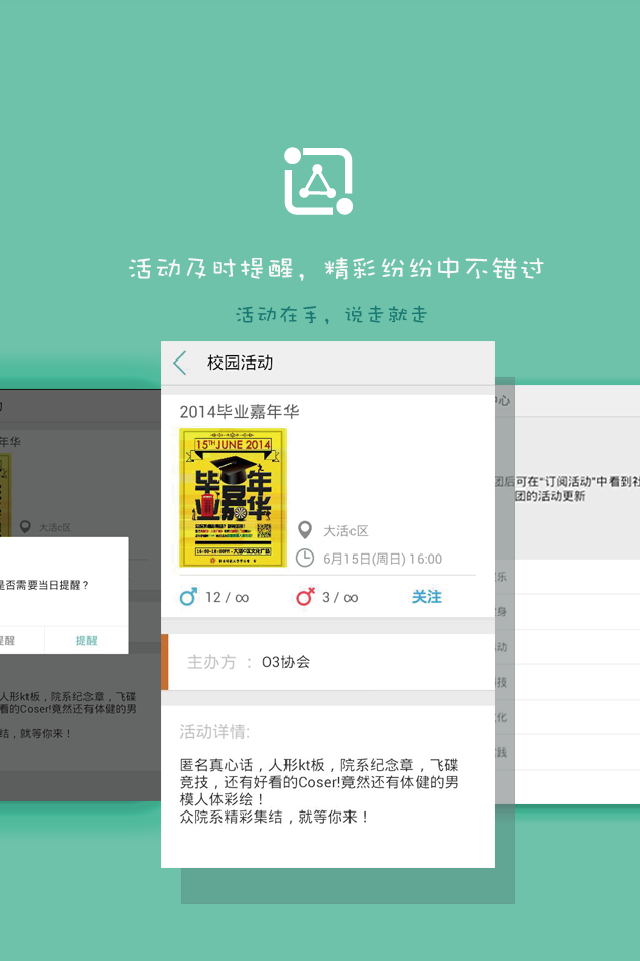 活动及时提醒，精彩纷纷中不错过
活动在手，说走就走
校园活动
2014毕业嘉年华
15TH JUNE 2014
毕业嘉年华
16:00-18:00PM
大活c区
6月15日(周日) 16:00
12 / ∞
3 / ∞
关注
主办方 ： O3协会
活动详情:
匿名真心话，人形kt板，院系纪念章，飞碟
竞技，还有好看的Coser!竟然还有体健的男
模人体彩绘！
众院系精彩集结，就等你来！
年华
大活c区
是否需要当日提醒？
提醒
提醒
人形kt板，院系纪念章，飞碟
看的Coser!竟然还有体健的男
结，就等你来！
中心
团后可在“订阅活动”中看到社
团的活动更新
乐
身
动
技
化
践